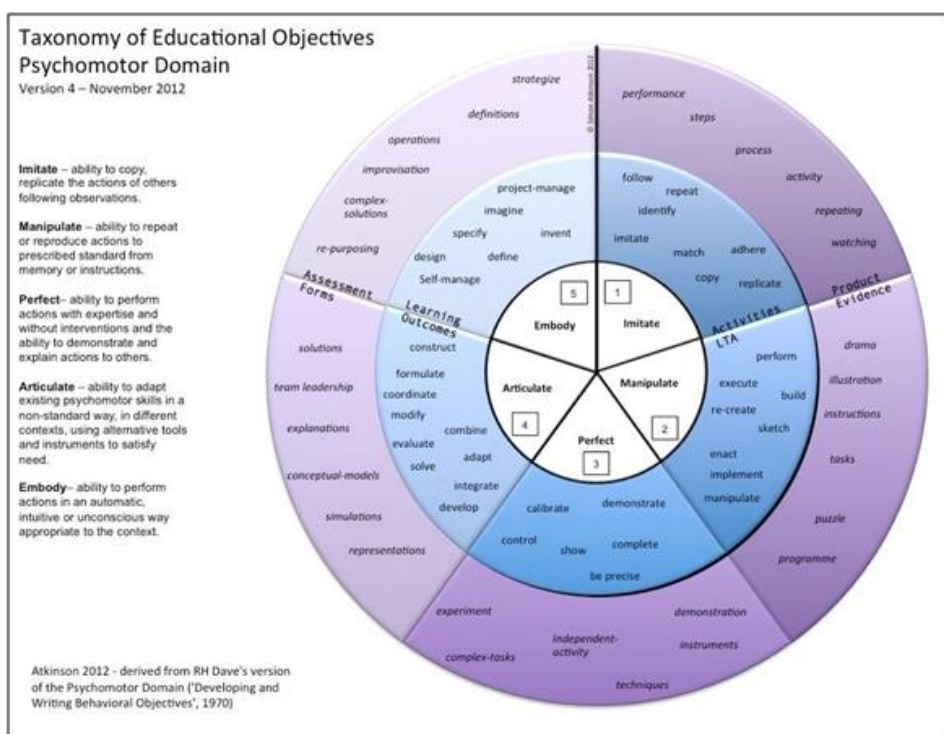 Taxonomy of Educational Objectives
Psychomotor Domain
Version 4 – November 2012
Imitate – ability to copy,
replicate the actions of others
following observations.
Manipulate – ability to repeat
or reproduce actions to
prescribed standard from
memory or instructions.
Perfect– ability to perform
actions with expertise and
without interventions and the
ability to demonstrate and
explain actions to others.
Articulate – ability to adapt
existing psychomotor skills in a
non-standard way, in different
contexts, using alternative tools
and instruments to satisfy
need.
Embody– ability to perform
actions in an automatic,
intuitive or unconscious way
appropriate to the context.
Atkinson 2012 - derived from RH Dave's version
of the Psychomotor Domain ('Developing and
Writing Behavioral Objectives', 1970)
© Simon Atkinson 2012
1
Imitate
2
Manipulate
Perfect
3
Articulate
4
5
Embody
follow
repeat
identify
imitate
match
adhere
copy
replicate
performance
steps
process
activity
repeating
watching
Activities
LTA
Product
Evidence
perform
execute
build
re-create
sketch
enact
implement
manipulate
drama
illustration
instructions
tasks
puzzle
programme
demonstrate
calibrate
control
show
complete
be precise
experiment
demonstration
independent-
activity
instruments
complex-tasks
techniques
construct
formulate
coordinate
modify
combine
evaluate
adapt
solve
integrate
develop
solutions
team leadership
explanations
conceptual-models
simulations
representations
Assessment
Forms
Learning
Outcomes
project-manage
imagine
specify
invent
design
define
Self-manage
strategize
definitions
operations
improvisation
complex-
solutions
re-purposing